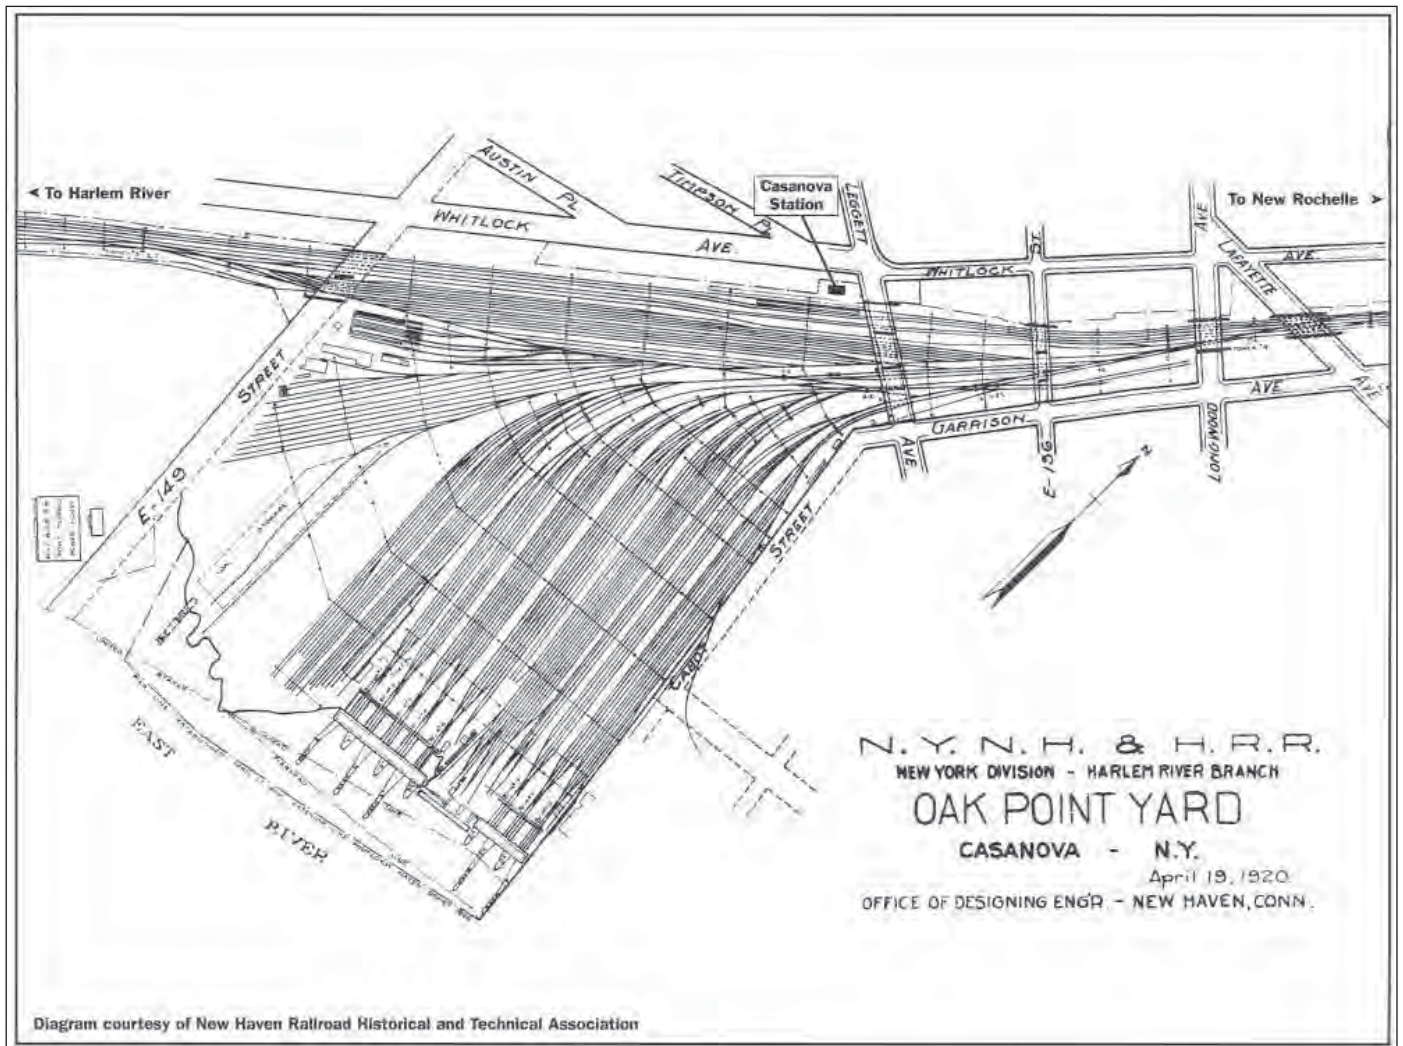 AUSTIN PL
TIMPSON PL
Casanova
Station
LEGGETT
AVE
◄ To Harlem River
To New Rochelle ➤
WHITLOCK
AVE.
ST.
LAFAYETTE
WHITLOCK
AVE.
STREET
AVE
AVE
GARRISON
AVE
E-156
LONGWOOD
E-149
STREET
N
CABOT
EAST
RIVER
N. Y. N. H. & H. R. R.
NEW YORK DIVISION - HARLEM RIVER BRANCH
OAK POINT YARD
CASANOVA - N.Y.
April 19, 1920
OFFICE OF DESIGNING ENG'R. - NEW HAVEN, CONN.
Diagram courtesy of New Haven Railroad Historical and Technical Association